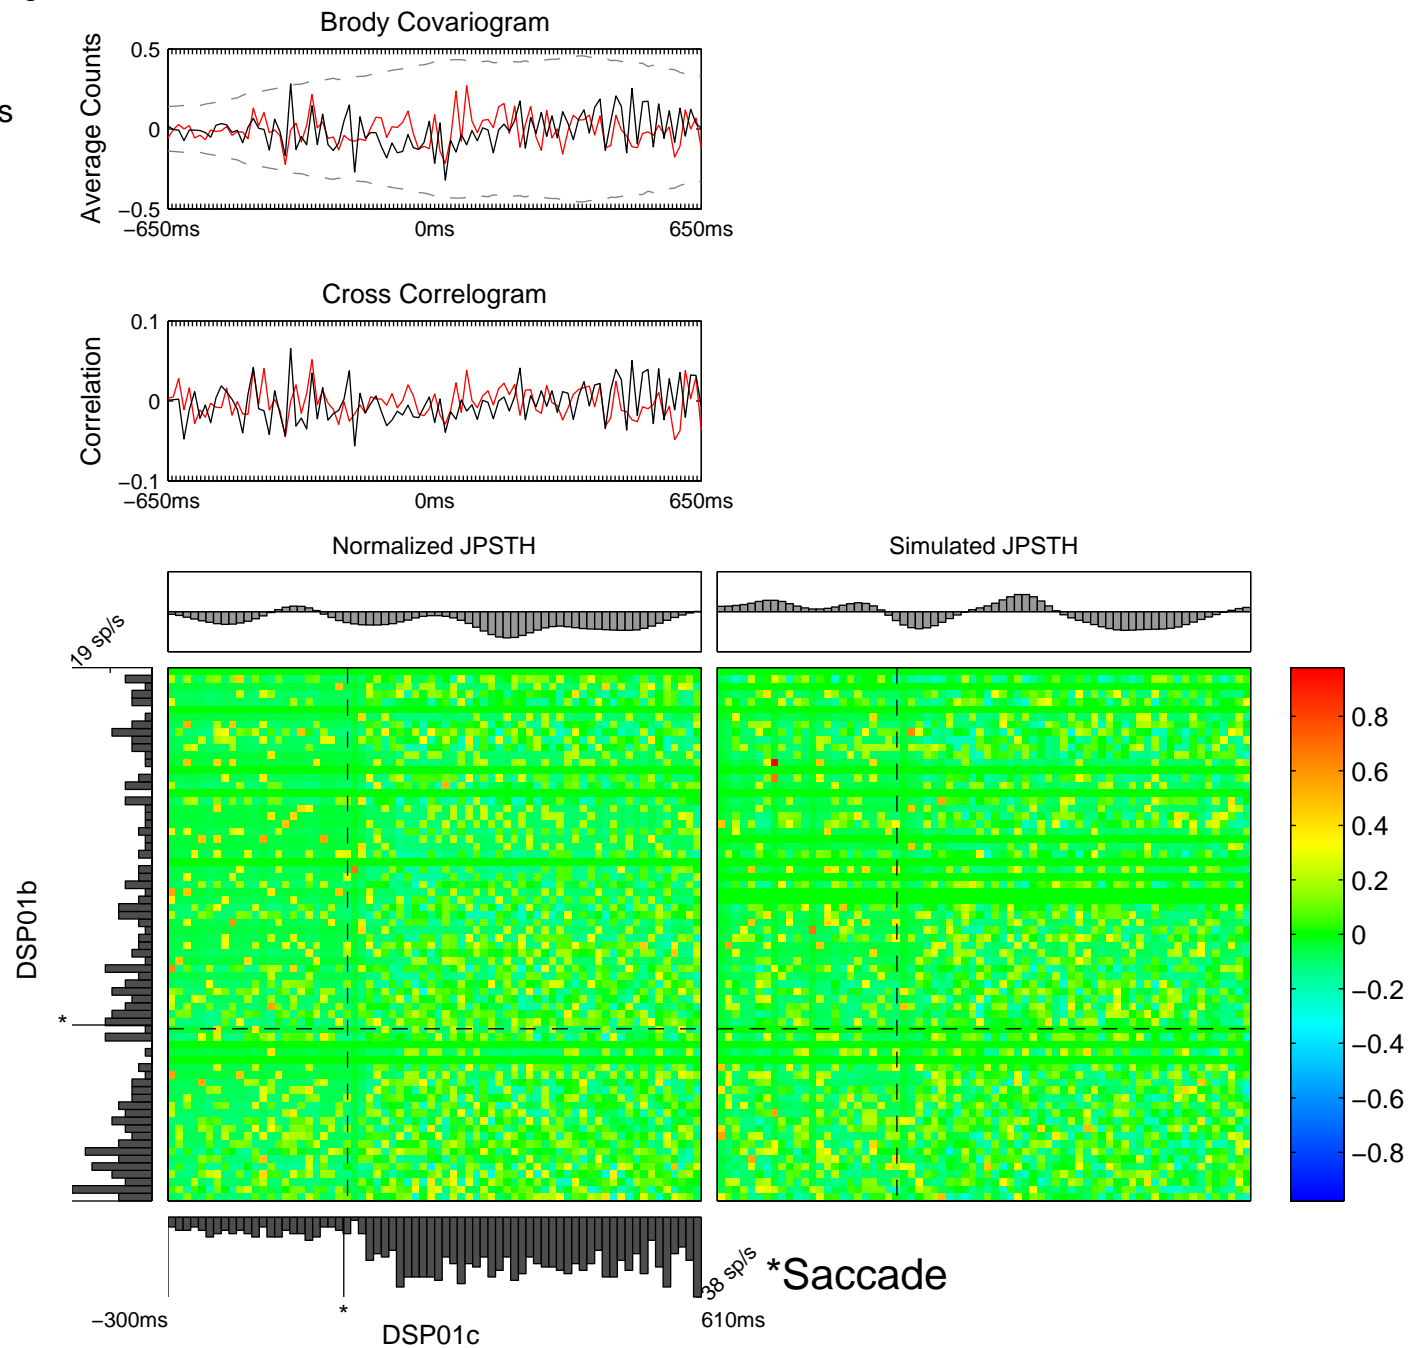 Brody Covariogram
Average Counts
0.5
0
−0.5
−650ms
0ms
650ms
s
Cross Correlogram
Correlation
0.1
0
−0.1
−650ms
0ms
650ms
Normalized JPSTH
Simulated JPSTH
19 sp/s
DSP01b
*
0.8
0.6
0.4
0.2
0
−0.2
−0.4
−0.6
−0.8
38 sp/s
*Saccade
*
−300ms
610ms
DSP01c